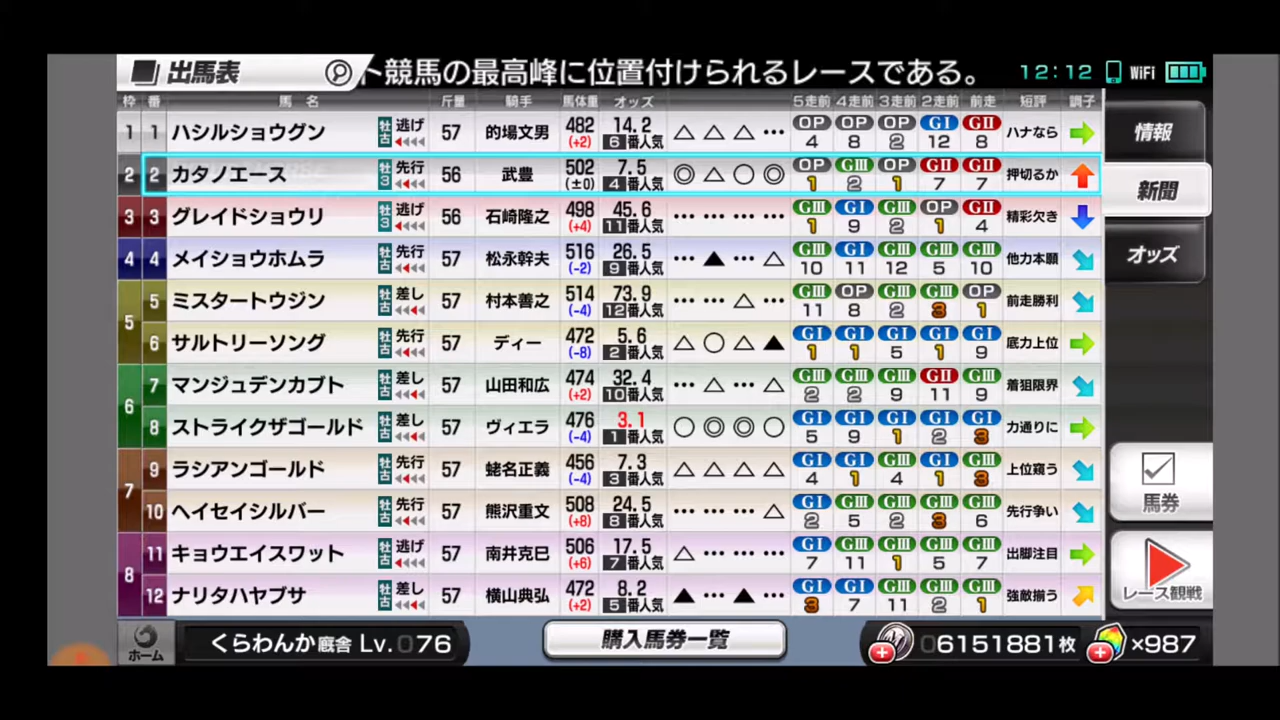 出馬表 ト競馬の最高峰に位置付けられるレースである。 12:12 WiFi
枠 番 馬名 斤量 騎手 馬体重 オッズ 5走前 4走前 3走前 2走前 前走 短評 調子
1 1 ハシルショウグン 牡古 逃げ 57 的場文男 482 (+2) 14.2 6番人気 △ △ △ … OP 4 OP 8 OP 2 GI 12 GII 8 ハナなら
2 2 カタノエース 牡3 先行 56 武豊 502 (±0) 7.5 4番人気 ◎ △ ○ ◎ OP 1 GIII 2 OP 1 GII 7 GII 7 押切るか
3 3 グレイドショウリ 牡3 逃げ 56 石崎隆之 498 (+4) 45.6 11番人気 … … … … GIII 1 GI 9 GIII 2 OP 1 GII 4 精彩欠き
4 4 メイショウホムラ 牡古 先行 57 松永幹夫 516 (-2) 26.5 9番人気 … ▲ … △ GIII 10 GI 11 GIII 12 GIII 5 GIII 10 他力本願
5 5 ミスタートウジン 牡古 差し 57 村本善之 514 (-4) 73.9 12番人気 … … △ … GIII 11 OP 8 GIII 2 GIII 3 OP 1 前走勝利
6 サルトリーソング 牡古 先行 57 ディー 472 (-8) 5.6 2番人気 △ ○ △ ▲ GI 1 GI 1 GI 5 GI 1 GI 9 底力上位
6 7 マンジュデンカブト 牡古 差し 57 山田和広 474 (+2) 32.4 10番人気 … △ … △ GIII 2 GIII 2 GIII 9 GII 11 GIII 9 着狙限界
8 ストライクザゴールド 牡古 差し 57 ヴィエラ 476 (-4) 3.1 1番人気 ○ ◎ ◎ ○ GI 5 GI 9 GI 1 GI 2 GI 3 力通りに
7 9 ラシアンゴールド 牡古 先行 57 蛯名正義 456 (-4) 7.3 3番人気 △ △ △ △ GI 4 GI 1 GIII 4 GI 1 GI 3 上位窺う
10 ヘイセイシルバー 牡古 先行 57 熊沢重文 508 (+8) 24.5 8番人気 … … … △ GI 2 GIII 5 GIII 2 GIII 3 GIII 6 先行争い
8 11 キョウエイスワット 牡古 逃げ 57 南井克巳 506 (+6) 17.5 7番人気 △ … … … GI 7 GIII 11 GIII 1 GIII 5 GIII 7 出脚注目
12 ナリタハヤブサ 牡古 差し 57 横山典弘 472 (+2) 8.2 5番人気 ▲ … ▲ … GI 3 GI 7 GIII 11 GIII 2 GIII 1 強敵揃う
情報
新聞
オッズ
馬券
レース観戦
ホーム くらわんか厩舎 Lv.076 購入馬券一覧 06151881枚 ×987